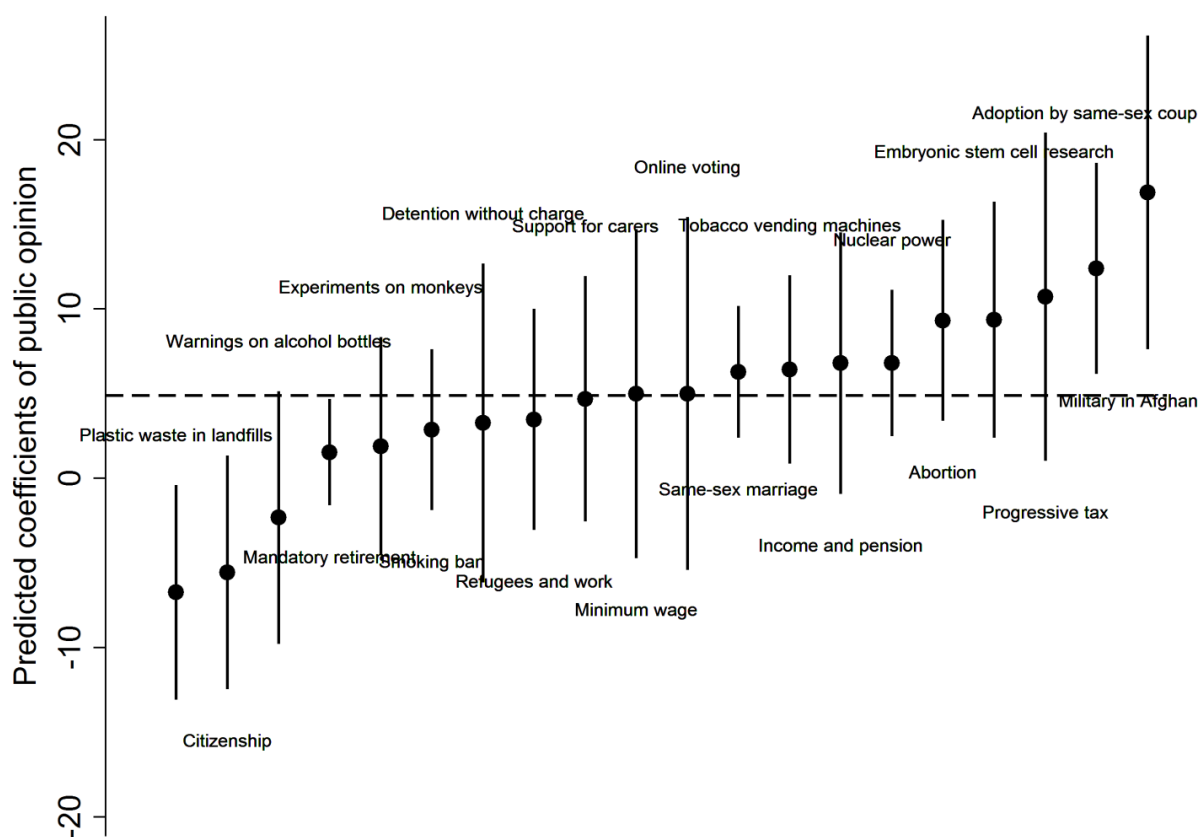 Adoption by same-sex coup
20
Embryonic stem cell research
Online voting
Detention without charge
Support for carers
Tobacco vending machines
Nuclear power
Experiments on monkeys
10
Warnings on alcohol bottles
Military in Afghan
Plastic waste in landfills
0
Abortion
Same-sex marriage
Progressive tax
Income and pension
Mandatory retirement
Smoking ban
Refugees and work
Minimum wage
-10
Citizenship
-20
Predicted coefficients of public opinion